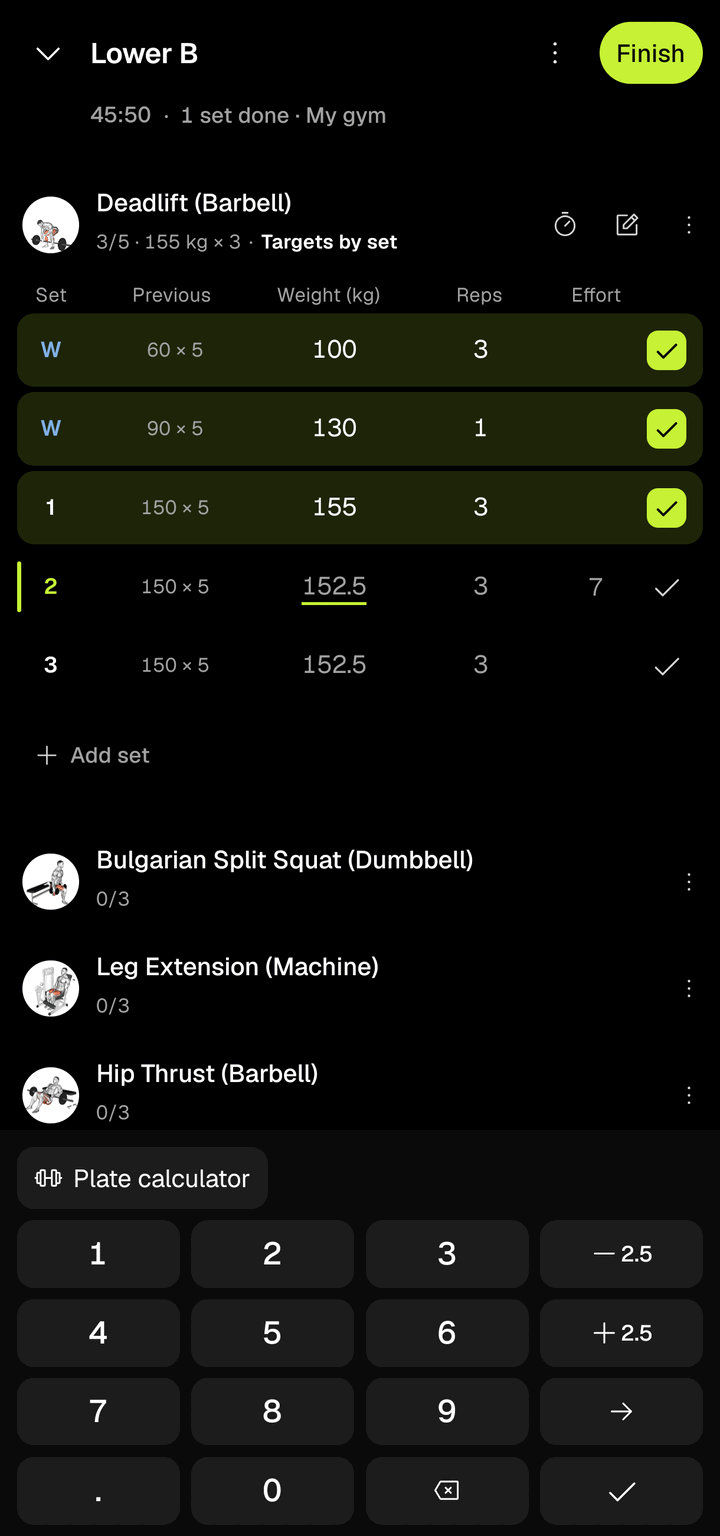 Lower B
Finish
45:50 · 1 set done · My gym
Deadlift (Barbell)
3/5 · 155 kg × 3 · Targets by set
Set Previous Weight (kg) Reps Effort
W 60 × 5 100 3
W 90 × 5 130 1
1 150 × 5 155 3
2 150 × 5 152.5 3 7
3 150 × 5 152.5 3
Add set
Bulgarian Split Squat (Dumbbell)
0/3
Leg Extension (Machine)
0/3
Hip Thrust (Barbell)
0/3
Plate calculator
1 2 3 — 2.5
4 5 6 + 2.5
7 8 9 →
. 0